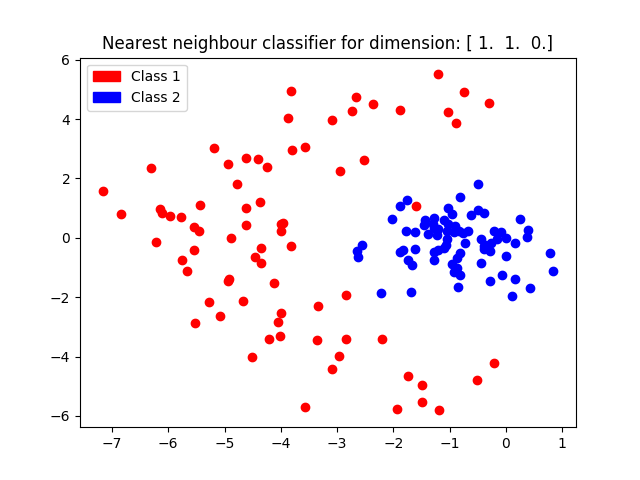 Nearest neighbour classifier for dimension: [ 1.  1.  0.]
Class 1
Class 2
6
4
2
0
−2
−4
−6
−7 −6 −5 −4 −3 −2 −1 0 1